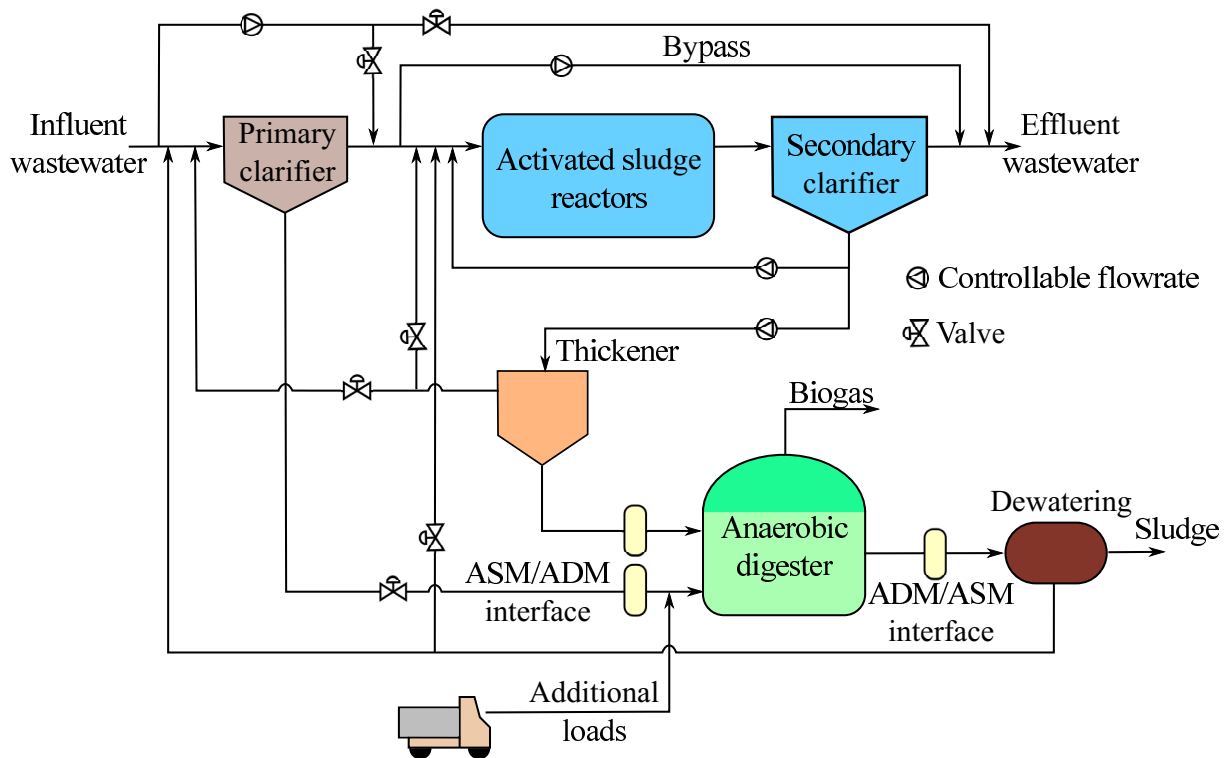 Bypass
Influent
wastewater
Primary
clarifier
Activated sludge
reactors
Secondary
clarifier
Effluent
wastewater
Controllable flowrate
Valve
Thickener
Biogas
Anaerobic
digester
Dewatering
Sludge
ASM/ADM
interface
ADM/ASM
interface
Additional
loads